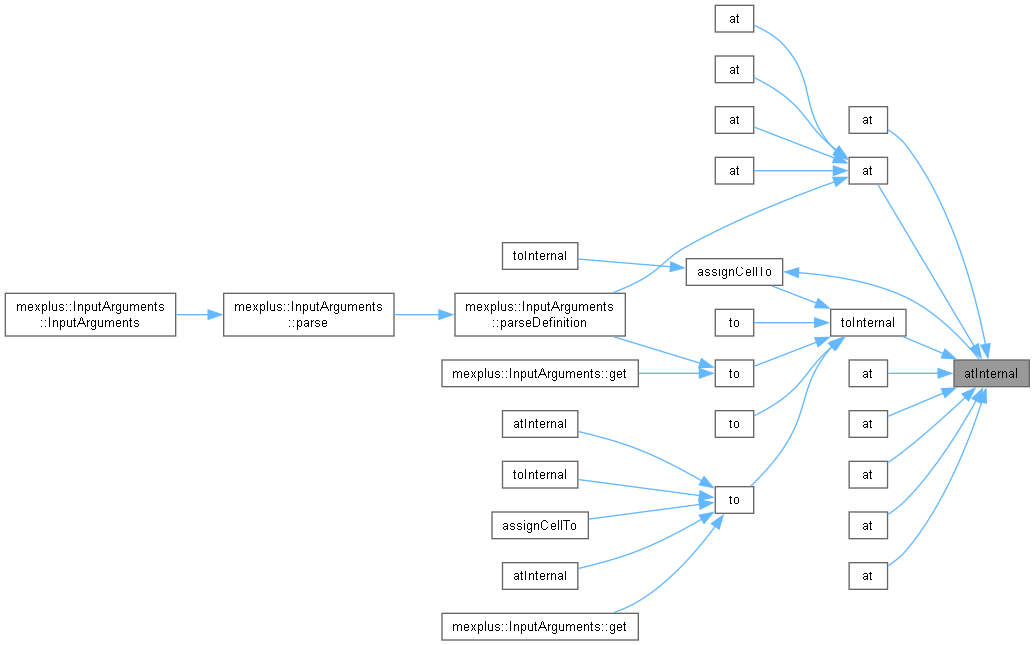 at
at
at
at
at
at
toInternal
assignCellTo
mexplus::InputArguments
::InputArguments
mexplus::InputArguments
::parse
mexplus::InputArguments
::parseDefinition
to
toInternal
mexplus::InputArguments::get
to
at
atInternal
atInternal
to
at
toInternal
at
to
assignCellTo
at
atInternal
at
mexplus::InputArguments::get